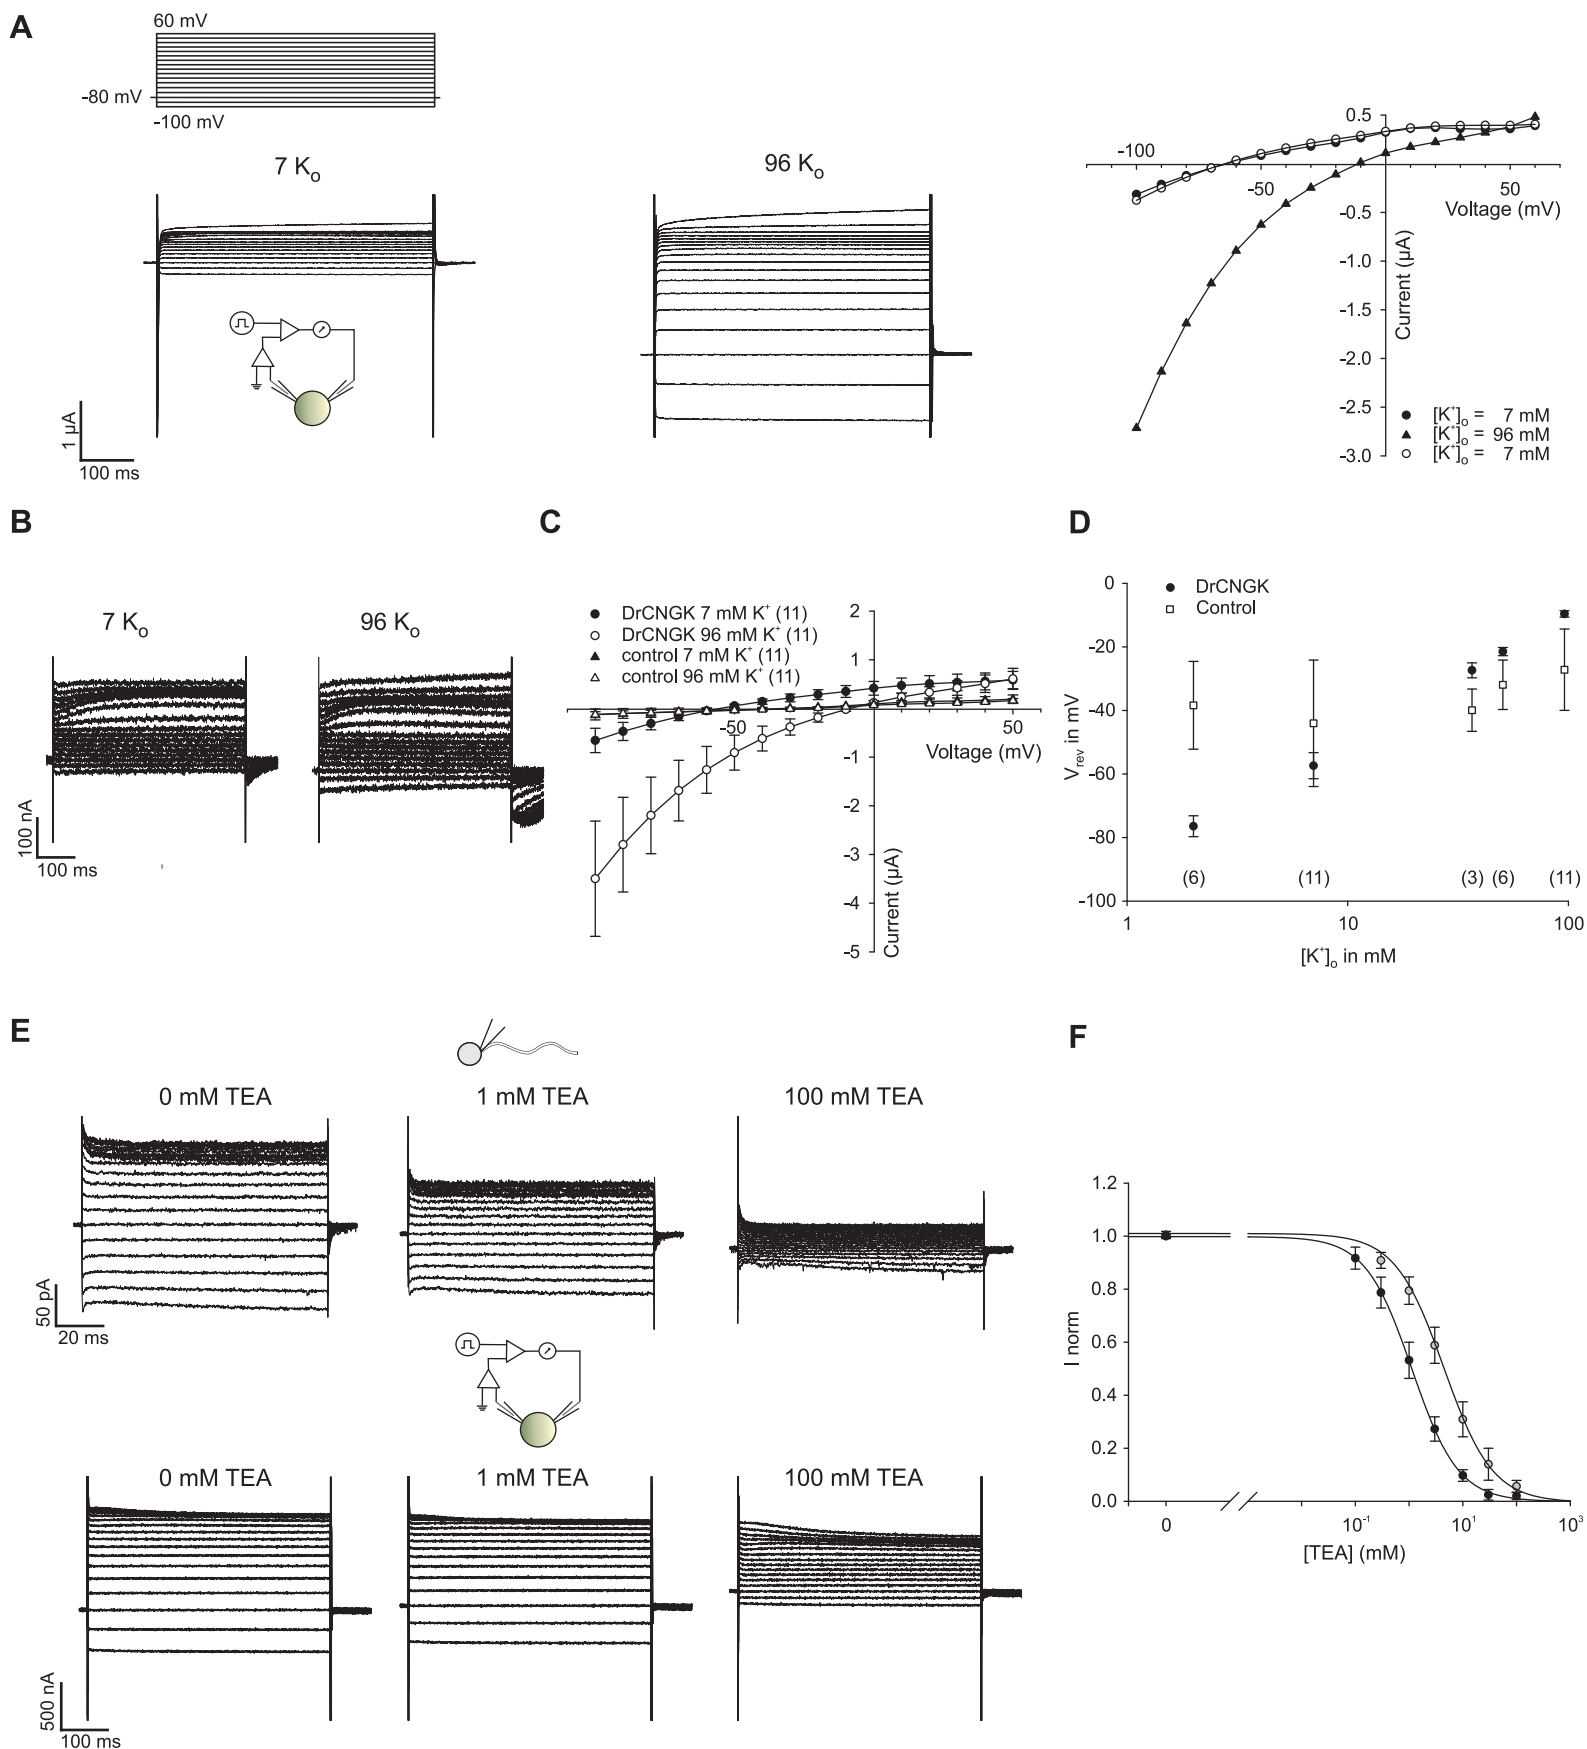 A
60 mV
-80 mV
-100 mV
7 Ko
96 Ko
1 µA
100 ms
0.5
-100
-50
50
Voltage (mV)
-0.5
-1.0
-1.5
-2.0
-2.5
-3.0
Current (µA)
[K+]o = 7 mM
[K+]o = 96 mM
[K+]o = 7 mM
B
7 Ko
96 Ko
100 nA
100 ms
C
DrCNGK 7 mM K+ (11)
DrCNGK 96 mM K+ (11)
control 7 mM K+ (11)
control 96 mM K+ (11)
2
1
-50
50
Voltage (mV)
-1
-2
-3
-4
-5
Current (µA)
D
DrCNGK
Control
0
-20
-40
-60
-80
-100
Vrev in mV
(6)
(11)
(3)
(6)
(11)
1
10
100
[K+]o in mM
E
0 mM TEA
1 mM TEA
100 mM TEA
50 pA
20 ms
0 mM TEA
1 mM TEA
100 mM TEA
500 nA
100 ms
F
1.2
1.0
0.8
0.6
0.4
0.2
0.0
I norm
0
10-1
101
103
[TEA] (mM)